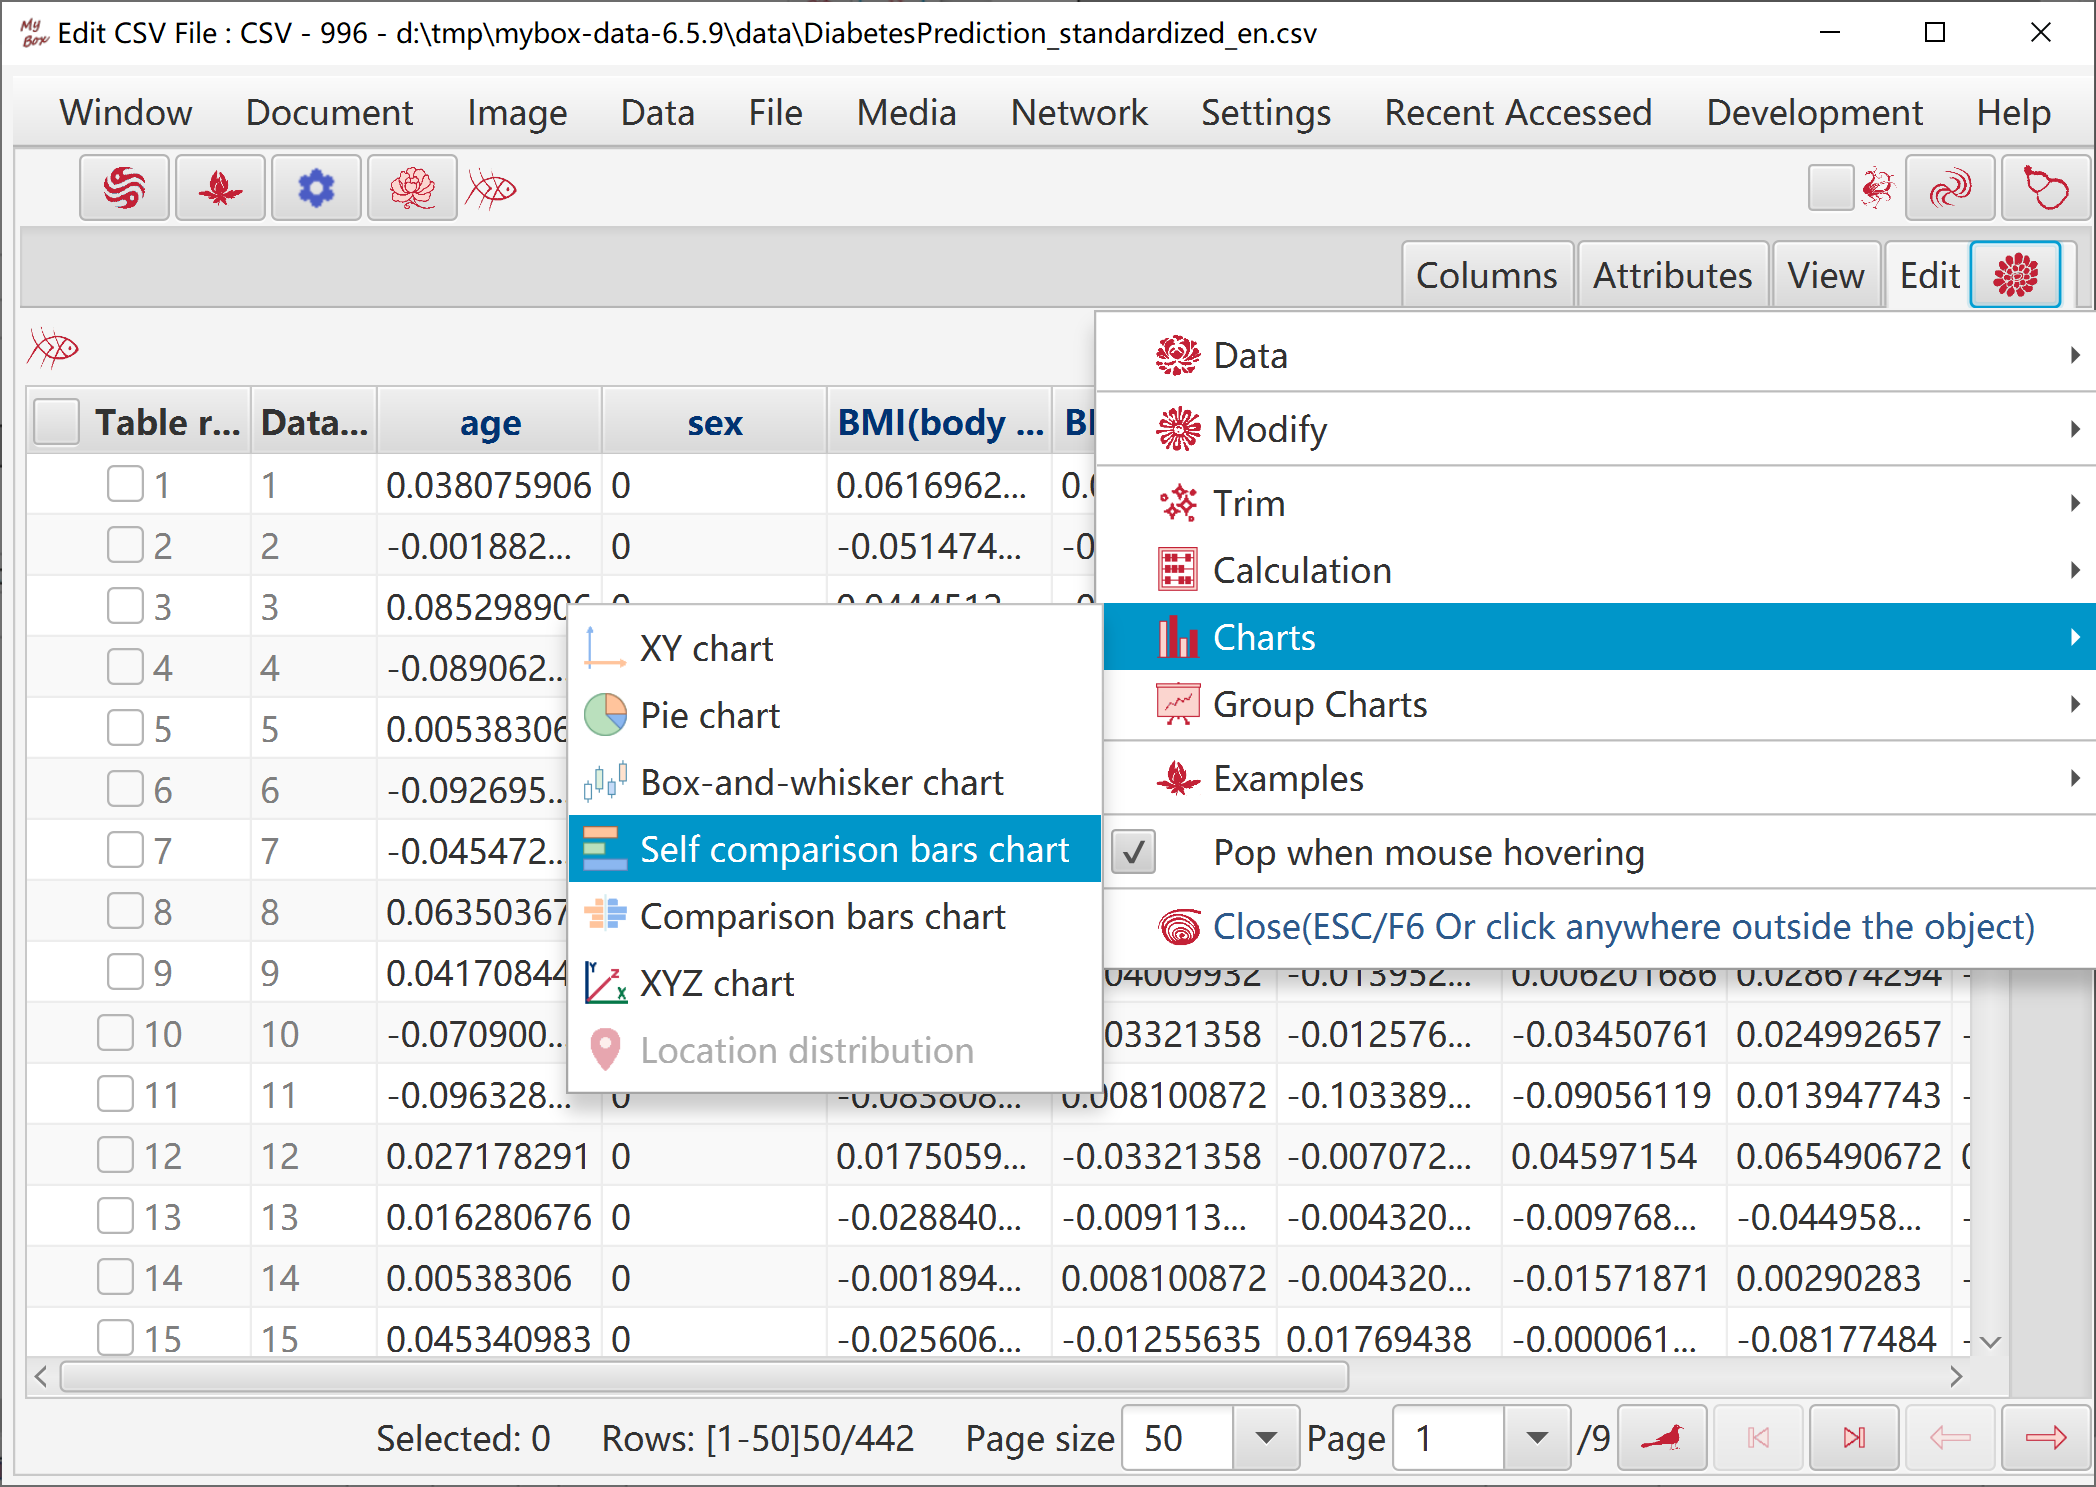 My Box Edit CSV File : CSV - 996 - d:\tmp\mybox-data-6.5.9\data\DiabetesPrediction_standardized_en.csv
Window Document Image Data File Media Network Settings Recent Accessed Development Help
Columns Attributes View Edit
Data
Modify
Trim
Calculation
Charts
Group Charts
Examples
Pop when mouse hovering
Close(ESC/F6 Or click anywhere outside the object)
XY chart
Pie chart
Box-and-whisker chart
Self comparison bars chart
Comparison bars chart
XYZ chart
Location distribution
Table r... Data... age sex BMI(body ...
1 1 0.038075906 0 0.0616962...
2 2 -0.001882... 0 -0.051474... -0
3 3 0.085298906
4 4 -0.089062...
5 5 0.00538306
6 6 -0.092695...
7 7 -0.045472...
8 8 0.06350367
9 9 0.04170844 04009932 -0.013952... 0.006201686 0.028674294 -
10 10 -0.070900... 03321358 -0.012576... -0.03450761 0.024992657 -
11 11 -0.096328... 0 -0.083808... 0.008100872 -0.103389... -0.09056119 0.013947743 -
12 12 0.027178291 0 0.0175059... -0.03321358 -0.007072... 0.04597154 0.065490672
13 13 0.016280676 0 -0.028840... -0.009113... -0.004320... -0.009768... -0.044958... -
14 14 0.00538306 0 -0.001894... 0.008100872 -0.004320... -0.01571871 0.00290283 -
15 15 0.045340983 0 -0.025606... -0.01255635 0.01769438 -0.000061... -0.08177484 -
Selected: 0 Rows: [1-50]50/442 Page size 50 Page 1 /9